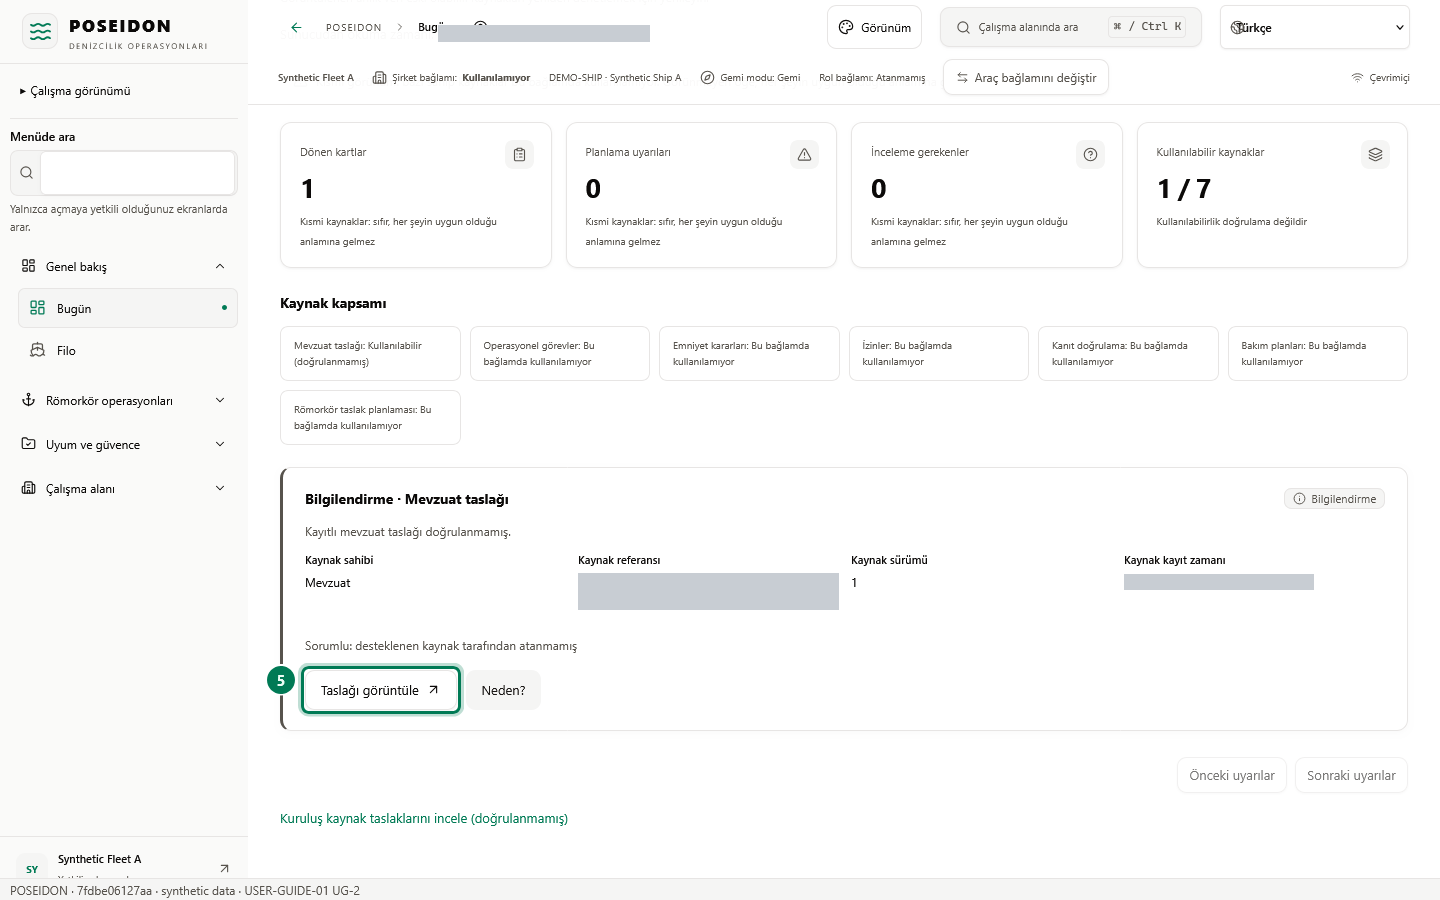 POSEIDON
DENİZCİLİK OPERASYONLARI
Çalışma görünümü
Menüde ara
Yalnızca açmaya yetkili olduğunuz ekranlarda
arar.
Genel bakış
Bugün
Filo
Römorkör operasyonları
Uyum ve güvence
Çalışma alanı
Synthetic Fleet A
SY
POSEIDON
Görünüm
Çalışma alanında ara
⌘ / Ctrl K
Türkçe
Synthetic Fleet A
Şirket bağlamı: Kullanılamıyor
DEMO-SHIP · Synthetic Ship A
Gemi modu: Gemi
Rol bağlamı: Atanmamış
Araç bağlamını değiştir
Çevrimiçi
Dönen kartlar
1
Kısmi kaynaklar: sıfır, her şeyin uygun olduğu
anlamına gelmez
Planlama uyarıları
0
Kısmi kaynaklar: sıfır, her şeyin uygun olduğu
anlamına gelmez
İnceleme gerekenler
0
Kısmi kaynaklar: sıfır, her şeyin uygun olduğu
anlamına gelmez
Kullanılabilir kaynaklar
1 / 7
Kullanılabilirlik doğrulama değildir
Kaynak kapsamı
Mevzuat taslağı: Kullanılabilir
(doğrulanmamış)
Operasyonel görevler: Bu
bağlamda kullanılamıyor
Emniyet kararları: Bu bağlamda
kullanılamıyor
İzinler: Bu bağlamda
kullanılamıyor
Kanıt doğrulama: Bu bağlamda
kullanılamıyor
Bakım planları: Bu bağlamda
kullanılamıyor
Römorkör taslak planlaması: Bu
bağlamda kullanılamıyor
Bilgilendirme · Mevzuat taslağı
Bilgilendirme
Kayıtlı mevzuat taslağı doğrulanmamış.
Kaynak sahibi
Mevzuat
Kaynak referansı
Kaynak sürümü
1
Kaynak kayıt zamanı
Sorumlu: desteklenen kaynak tarafından atanmamış
5
Taslağı görüntüle
Neden?
Önceki uyarılar
Sonraki uyarılar
Kuruluş kaynak taslaklarını incele (doğrulanmamış)
POSEIDON · 7fdbe06127aa · synthetic data · USER-GUIDE-01 UG-2